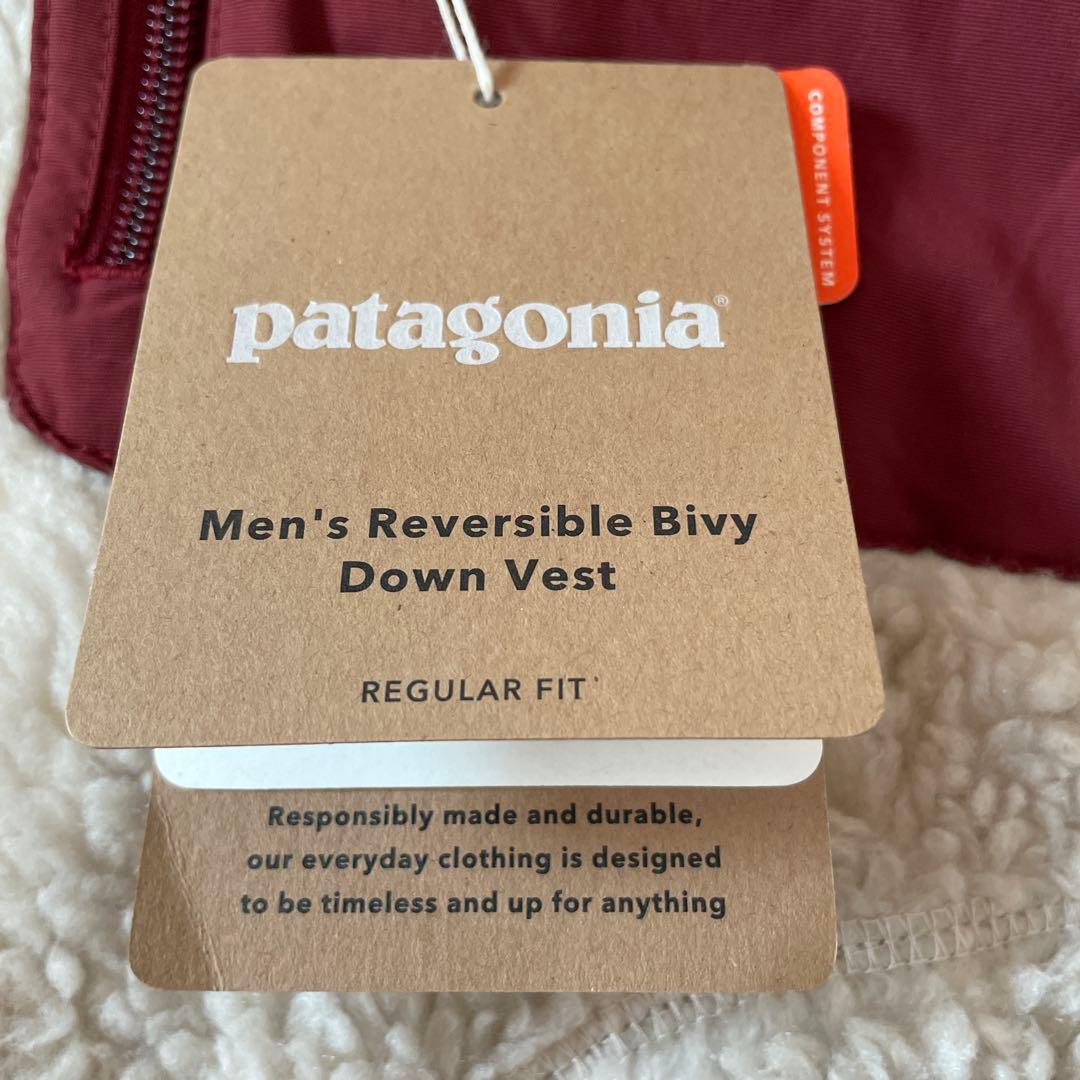 COMPONENT SYSTEM
patagonia®
Men's Reversible Bivy
Down Vest
REGULAR FIT
Responsibly made and durable,
our everyday clothing is designed
to be timeless and up for anything